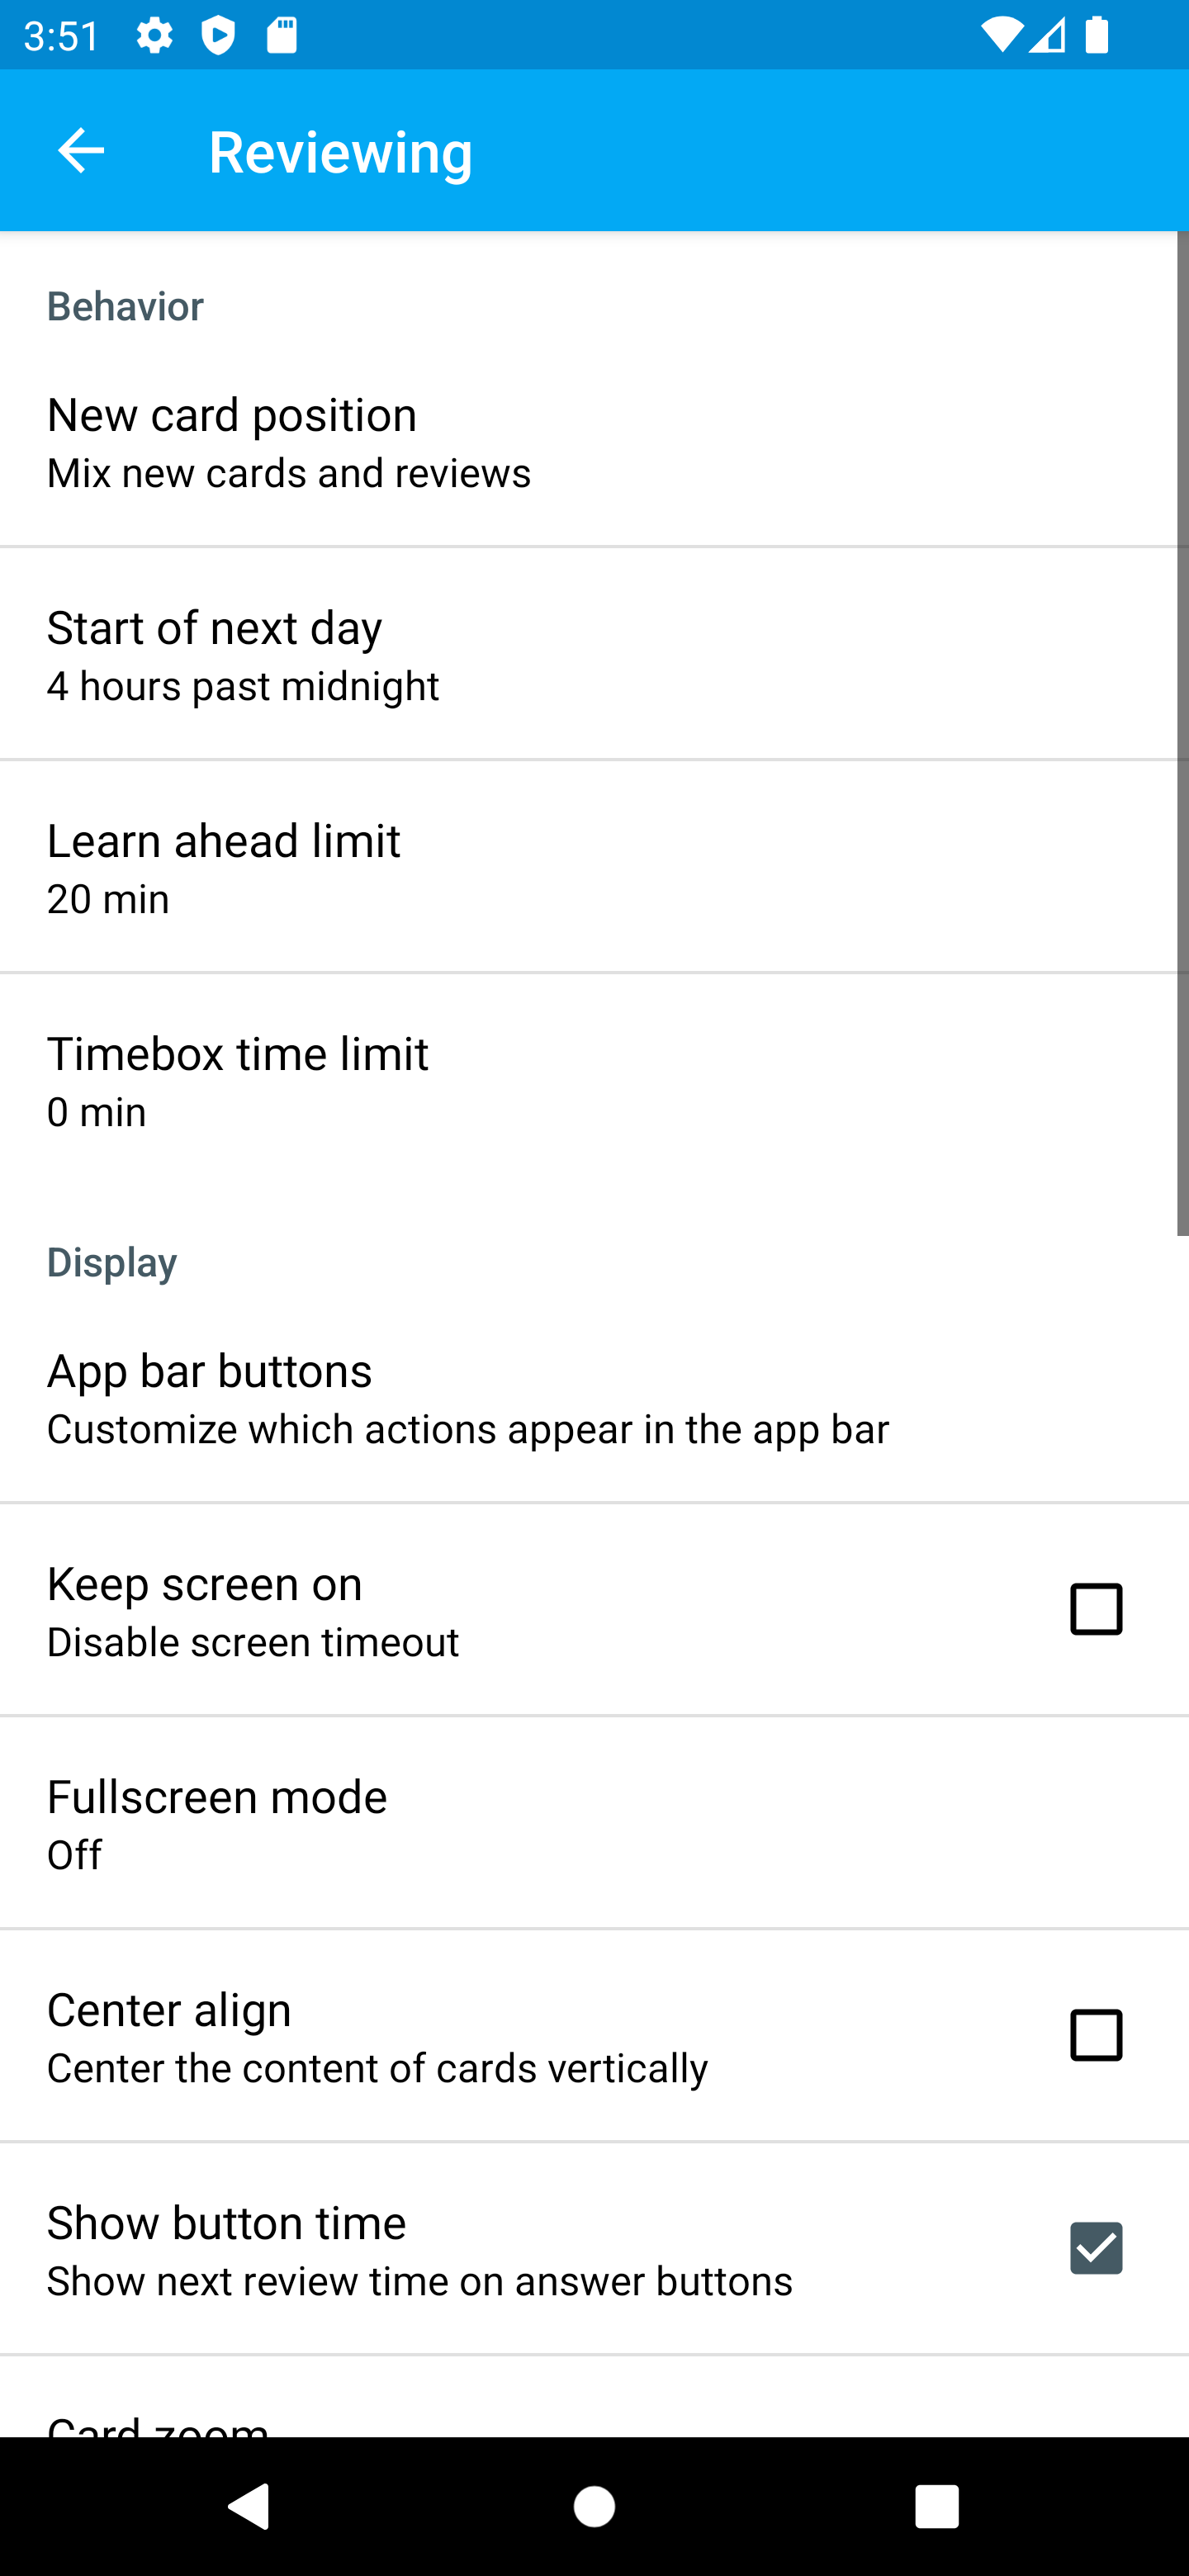 3:51
Reviewing
Behavior
New card position
Mix new cards and reviews
Start of next day
4 hours past midnight
Learn ahead limit
20 min
Timebox time limit
0 min
Display
App bar buttons
Customize which actions appear in the app bar
Keep screen on
Disable screen timeout
Fullscreen mode
Off
Center align
Center the content of cards vertically
Show button time
Show next review time on answer buttons
Card zoom